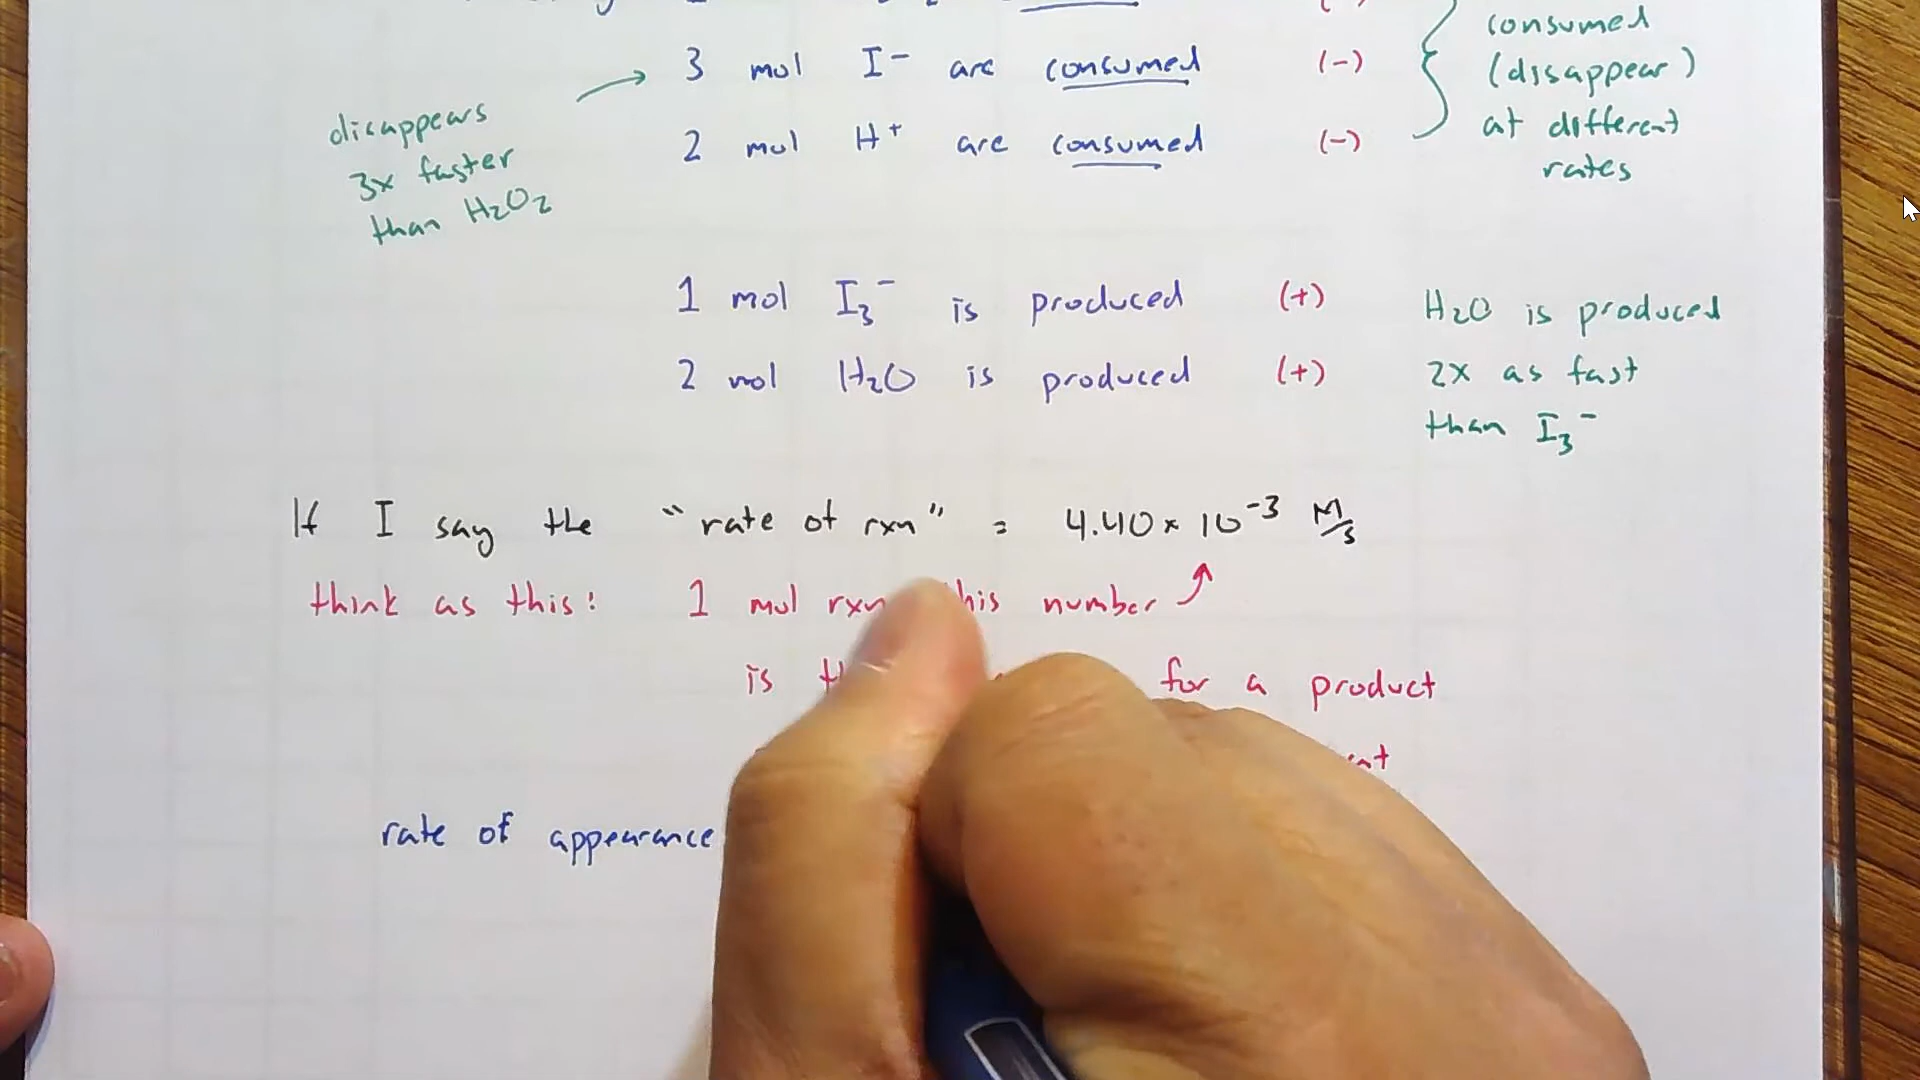 3 mol I⁻ are consumed (-)
2 mol H⁺ are consumed (-)
disappears
3x faster
than H₂O₂
consumed
(disappear)
at different
rates
1 mol I₃⁻ is produced (+)
2 mol H₂O is produced (+)
H₂O is produced
2x as fast
than I₃⁻
If I say the "rate of rxn" = 4.40 × 10⁻³ M/s
think as this: 1 mol rxn number
is for a product
rate of appearance